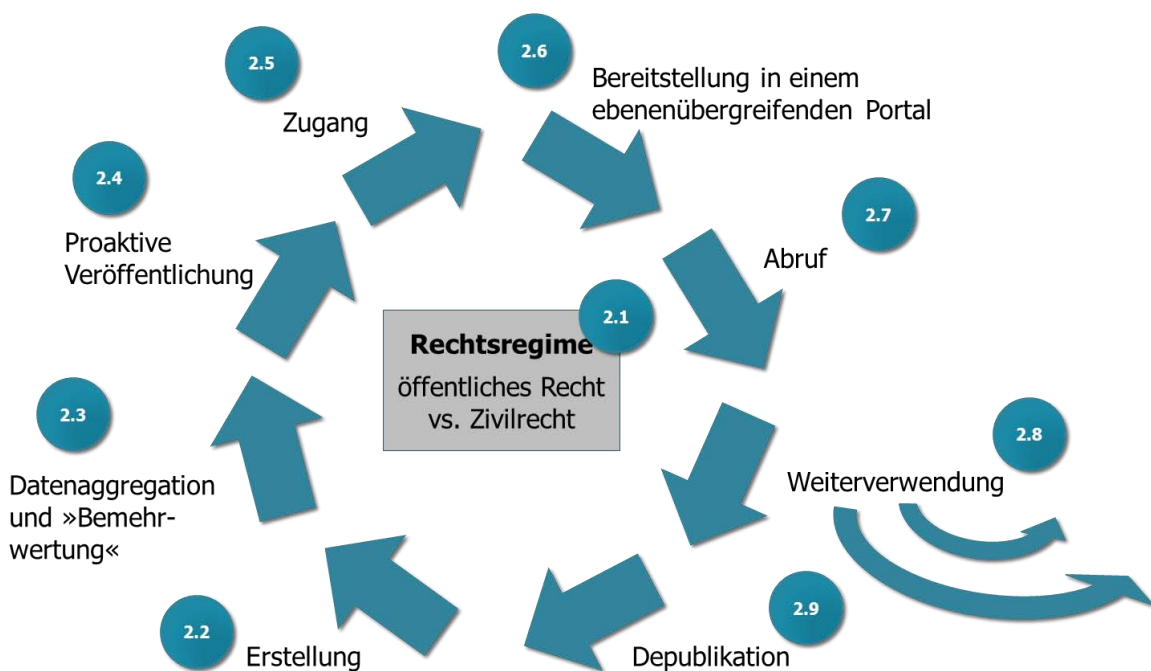 2.6
2.5
Bereitstellung in einem
ebenenübergreifenden Portal
Zugang
2.4
2.7
Proaktive
Veröffentlichung
Abruf
2.1
Rechtsregime
öffentliches Recht
vs. Zivilrecht
2.3
2.8
Datenaggregation
und »Bemehr-
wertung«
Weiterverwendung
2.9
2.2
Erstellung
Depublikation